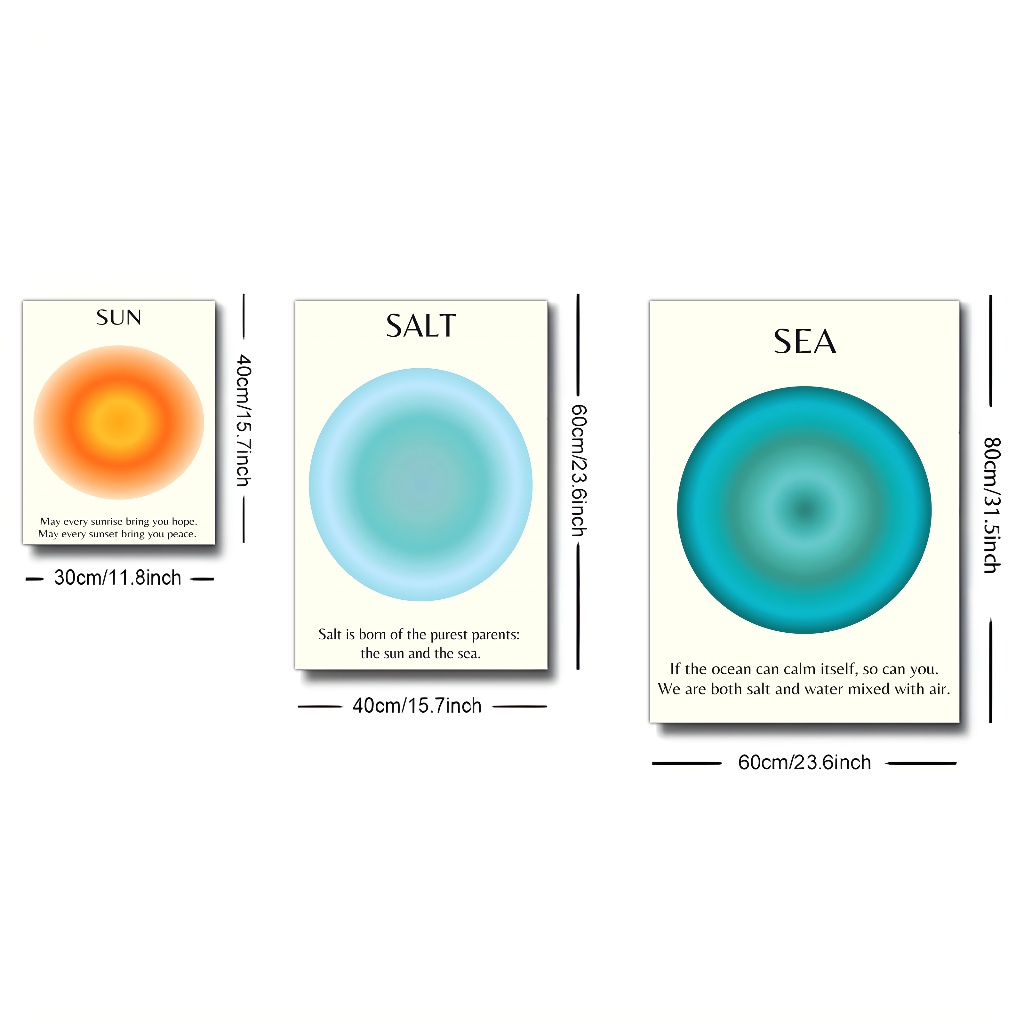 SUN
May every sunrise bring you hope.
May every sunset bring you peace.
40cm/15.7inch
30cm/11.8inch
SALT
Salt is born of the purest parents:
the sun and the sea.
60cm/23.6inch
40cm/15.7inch
SEA
If the ocean can calm itself, so can you.
We are both salt and water mixed with air.
80cm/31.5inch
60cm/23.6inch